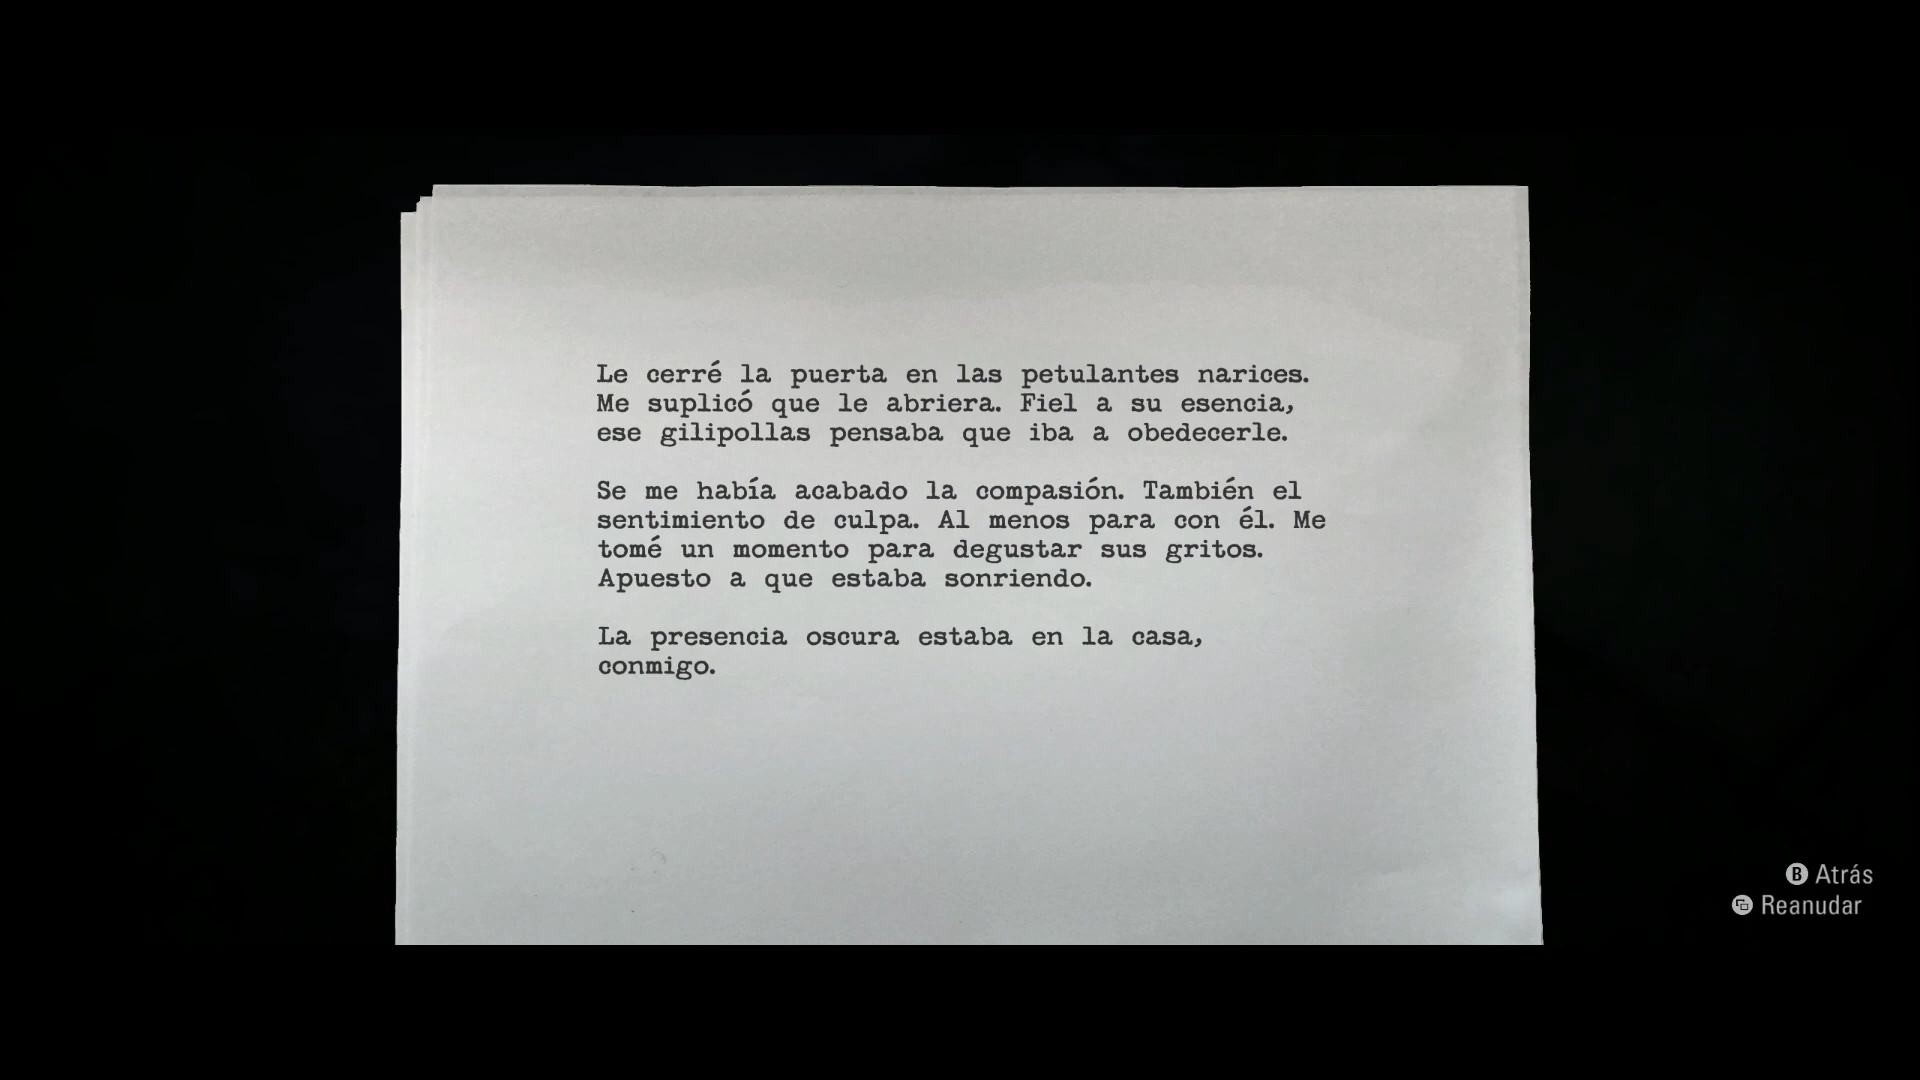 Le cerré la puerta en las petulantes narices.
Me suplicó que le abriera. Fiel a su esencia,
ese gilipollas pensaba que iba a obedecerle.
Se me había acabado la compasión. También el
sentimiento de culpa. Al menos para con él. Me
tomé un momento para degustar sus gritos.
Apuesto a que estaba sonriendo.
La presencia oscura estaba en la casa,
conmigo.
B Atrás
Reanudar